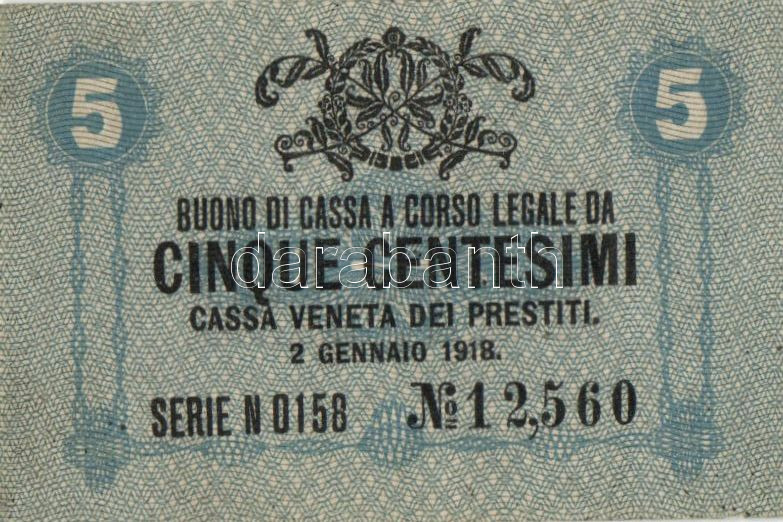 5 5
BUONO DI CASSA A CORSO LEGALE DA
CINQUE CENTESIMI
darabanth
CASSA VENETA DEI PRESTITI.
2 GENNAIO 1918.
SERIE N 0158 No 12,560